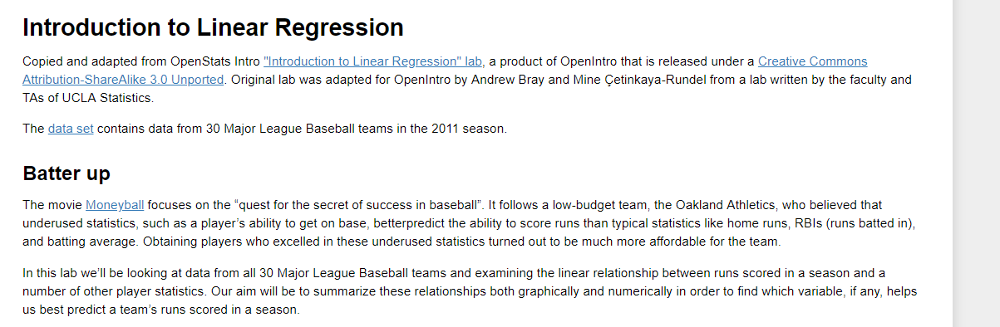 Introduction to Linear Regression
Copied and adapted from OpenStats Intro "Introduction to Linear Regression" lab, a product of OpenIntro that is released under a Creative Commons
Attribution-ShareAlike 3.0 Unported. Original lab was adapted for OpenIntro by Andrew Bray and Mine Çetinkaya-Rundel from a lab written by the faculty and
TAs of UCLA Statistics.
The data set contains data from 30 Major League Baseball teams in the 2011 season.
Batter up
The movie Moneyball focuses on the “quest for the secret of success in baseball”. It follows a low-budget team, the Oakland Athletics, who believed that
underused statistics, such as a player’s ability to get on base, betterpredict the ability to score runs than typical statistics like home runs, RBIs (runs batted in),
and batting average. Obtaining players who excelled in these underused statistics turned out to be much more affordable for the team.
In this lab we’ll be looking at data from all 30 Major League Baseball teams and examining the linear relationship between runs scored in a season and a
number of other player statistics. Our aim will be to summarize these relationships both graphically and numerically in order to find which variable, if any, helps
us best predict a team’s runs scored in a season.